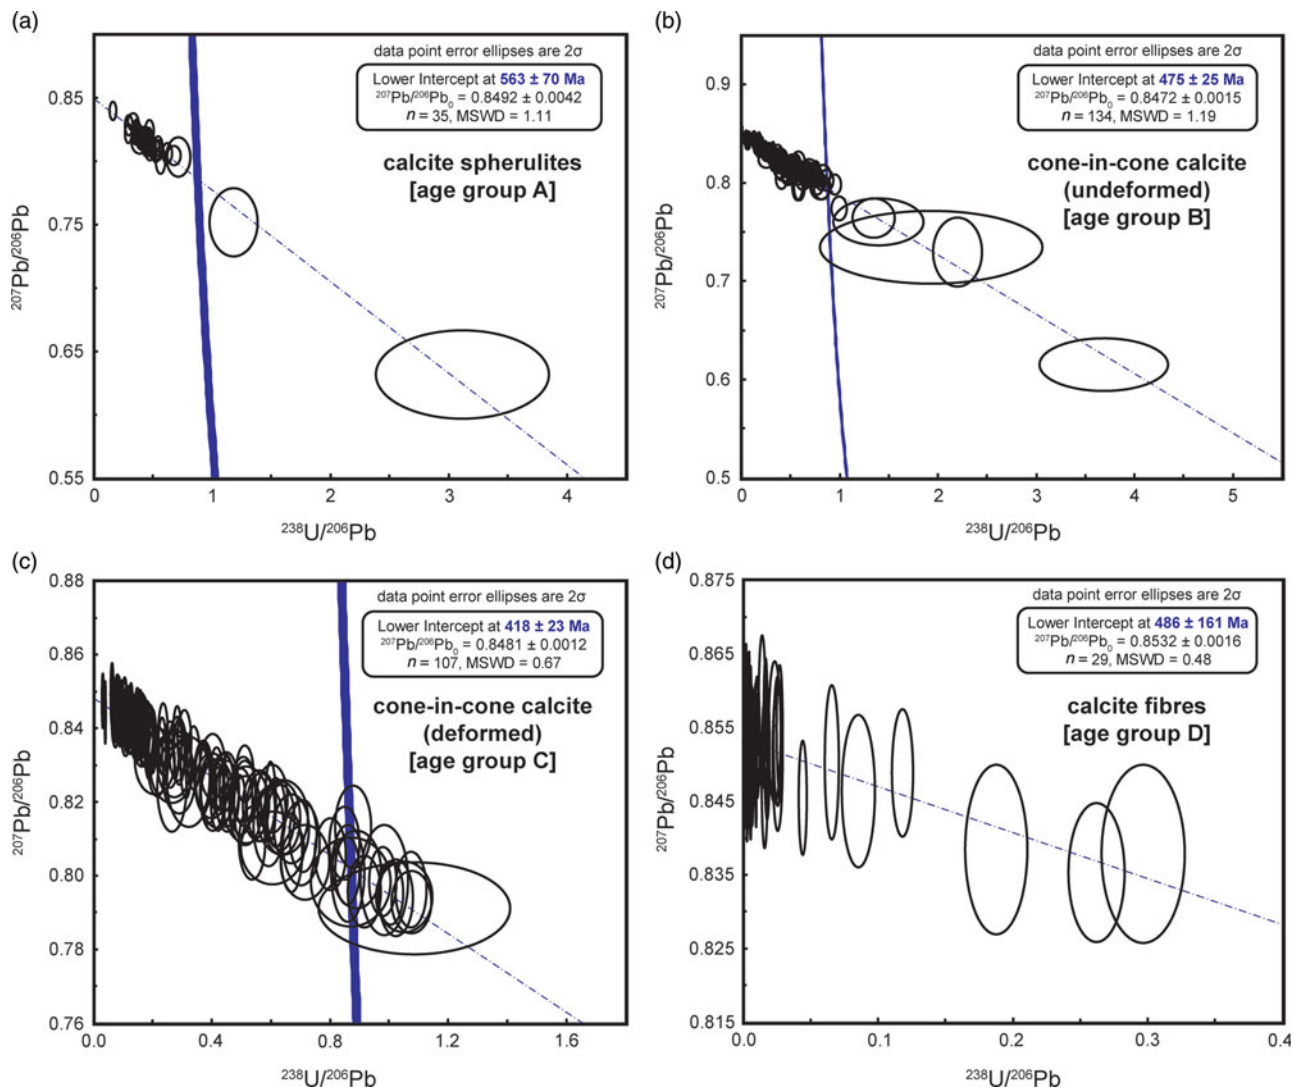 (a)
data point error ellipses are 2σ
Lower Intercept at 563 ± 70 Ma
207Pb/206Pb0 = 0.8492 ± 0.0042
n = 35, MSWD = 1.11
calcite spherulites
[age group A]
0.85
0.75
0.65
0.55
207Pb/206Pb
0 1 2 3 4
238U/206Pb
(b)
data point error ellipses are 2σ
Lower Intercept at 475 ± 25 Ma
207Pb/206Pb0 = 0.8472 ± 0.0015
n = 134, MSWD = 1.19
cone-in-cone calcite
(undeformed)
[age group B]
0.9
0.8
0.7
0.6
0.5
207Pb/206Pb
0 1 2 3 4 5
238U/206Pb
(c)
data point error ellipses are 2σ
Lower Intercept at 418 ± 23 Ma
207Pb/206Pb0 = 0.8481 ± 0.0012
n = 107, MSWD = 0.67
cone-in-cone calcite
(deformed)
[age group C]
0.88
0.86
0.84
0.82
0.80
0.78
0.76
207Pb/206Pb
0.0 0.4 0.8 1.2 1.6
238U/206Pb
(d)
data point error ellipses are 2σ
Lower Intercept at 486 ± 161 Ma
207Pb/206Pb0 = 0.8532 ± 0.0016
n = 29, MSWD = 0.48
calcite fibres
[age group D]
0.875
0.865
0.855
0.845
0.835
0.825
0.815
207Pb/206Pb
0.0 0.1 0.2 0.3 0.4
238U/206Pb